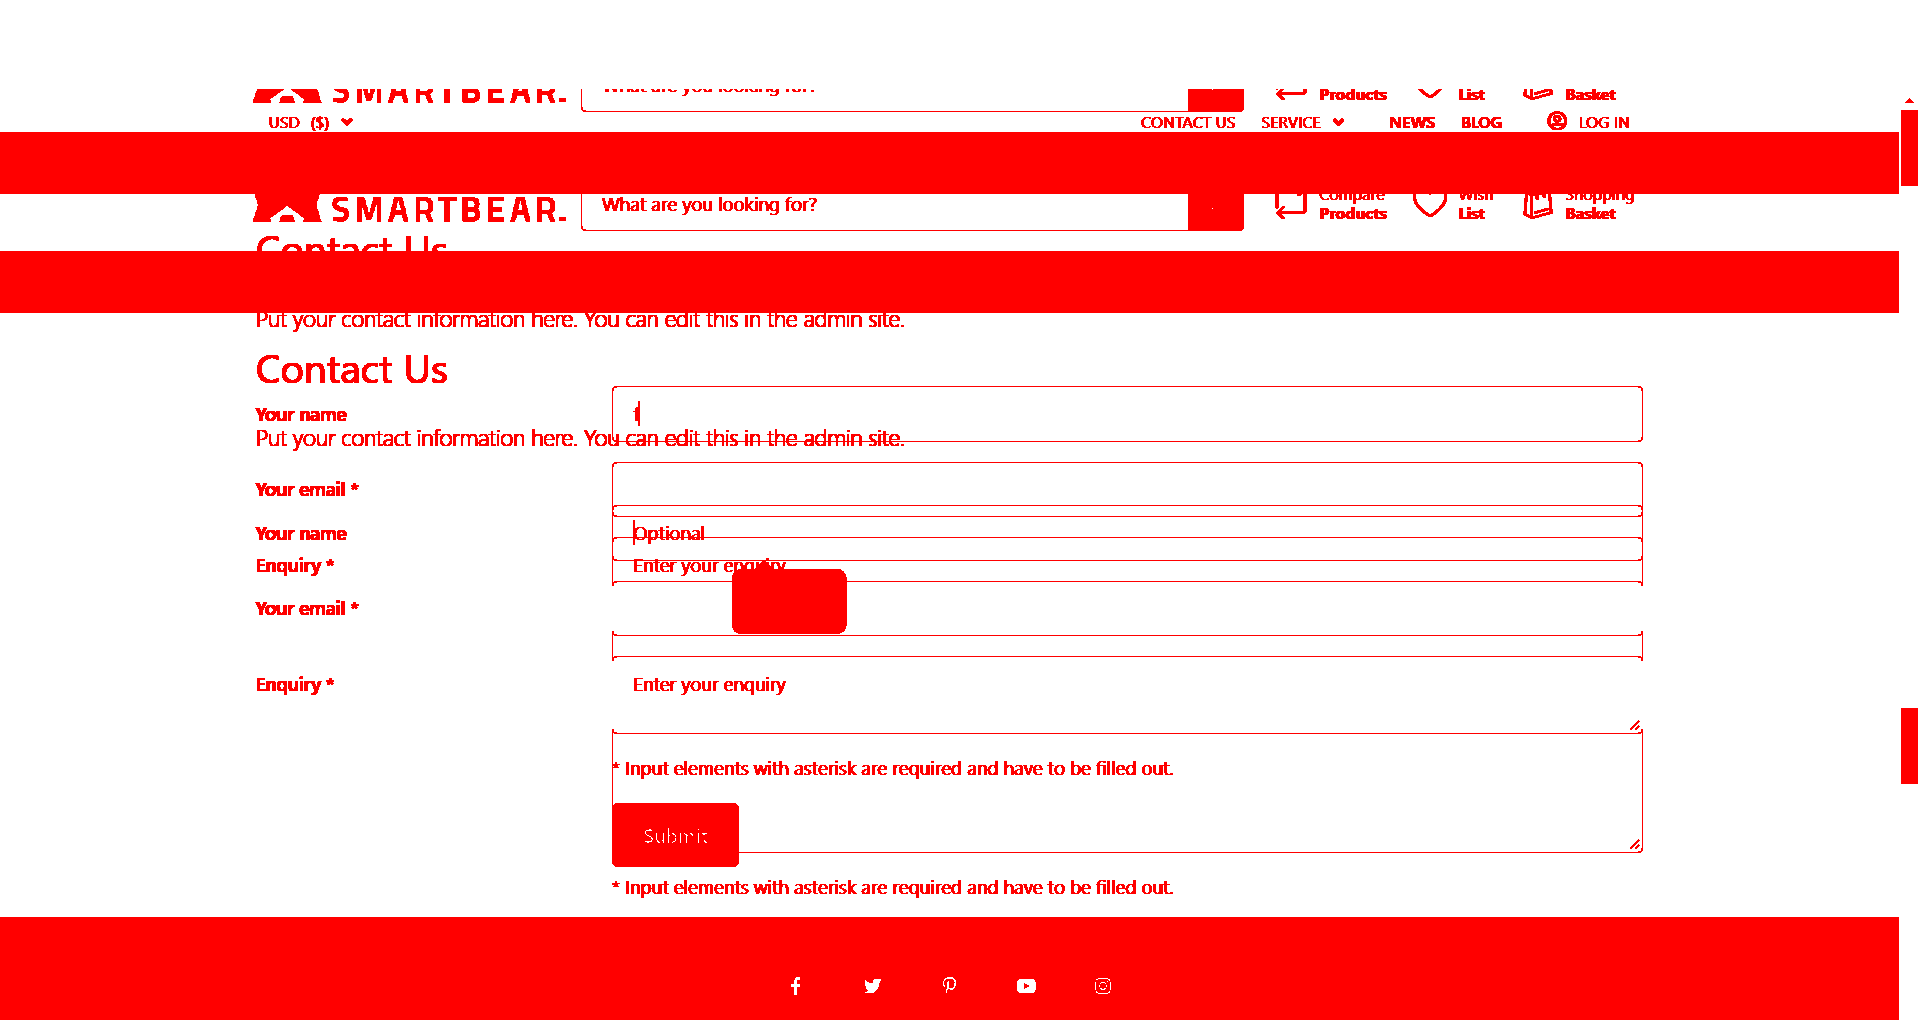 SMARTBEAR.
What are you looking for?
Products
List
Basket
USD ($)
CONTACT US
SERVICE
NEWS
BLOG
LOG IN
SMARTBEAR.
What are you looking for?
Compare
Products
Wish
List
Shopping
Basket
Contact Us
Put your contact information here. You can edit this in the admin site.
Contact Us
Your name
Put your contact information here. You can edit this in the admin site.
Your email *
Your name
Optional
Enquiry *
Enter your enquiry
Your email *
Enquiry *
Enter your enquiry
* Input elements with asterisk are required and have to be filled out.
Submit
* Input elements with asterisk are required and have to be filled out.